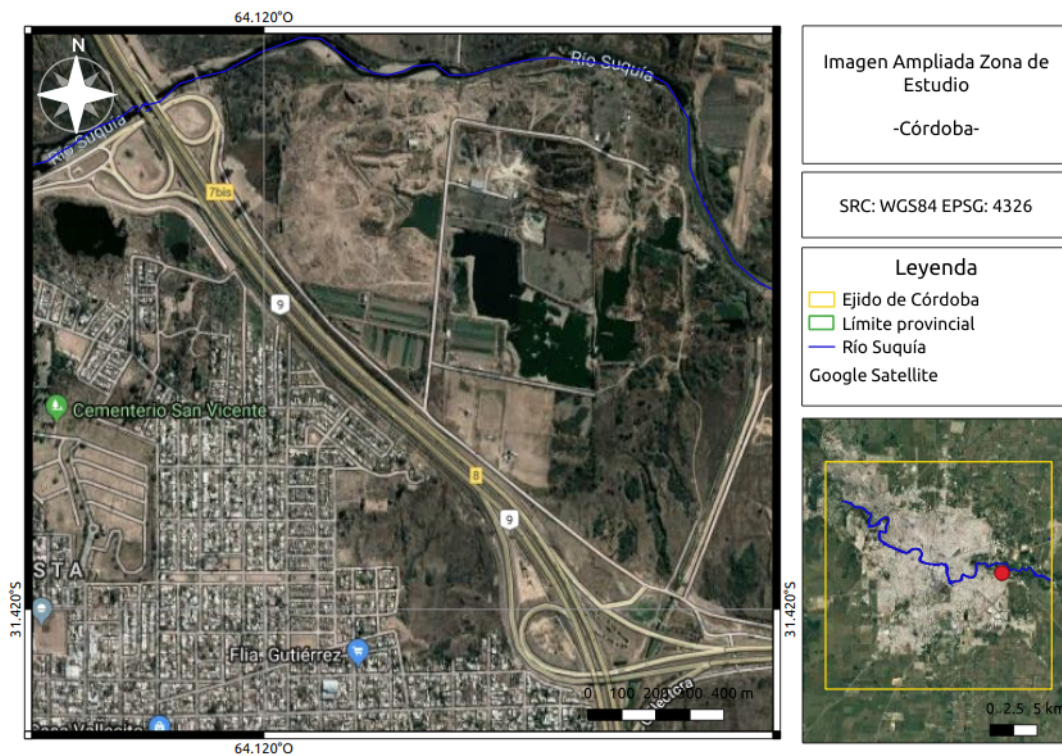 64.120°O
N
Río Suquía
Río Suquía
7bis
9
Cementerio San Vicente
8
9
S T A
31.420°S
31.420°S
Flia. Gutiérrez
0 100 200 300 400 m
Colectora
64.120°O
Imagen Ampliada Zona de
Estudio
-Córdoba-
SRC: WGS84 EPSG: 4326
Leyenda
Ejido de Córdoba
Límite provincial
Río Suquía
Google Satellite
0 2.5 5 km